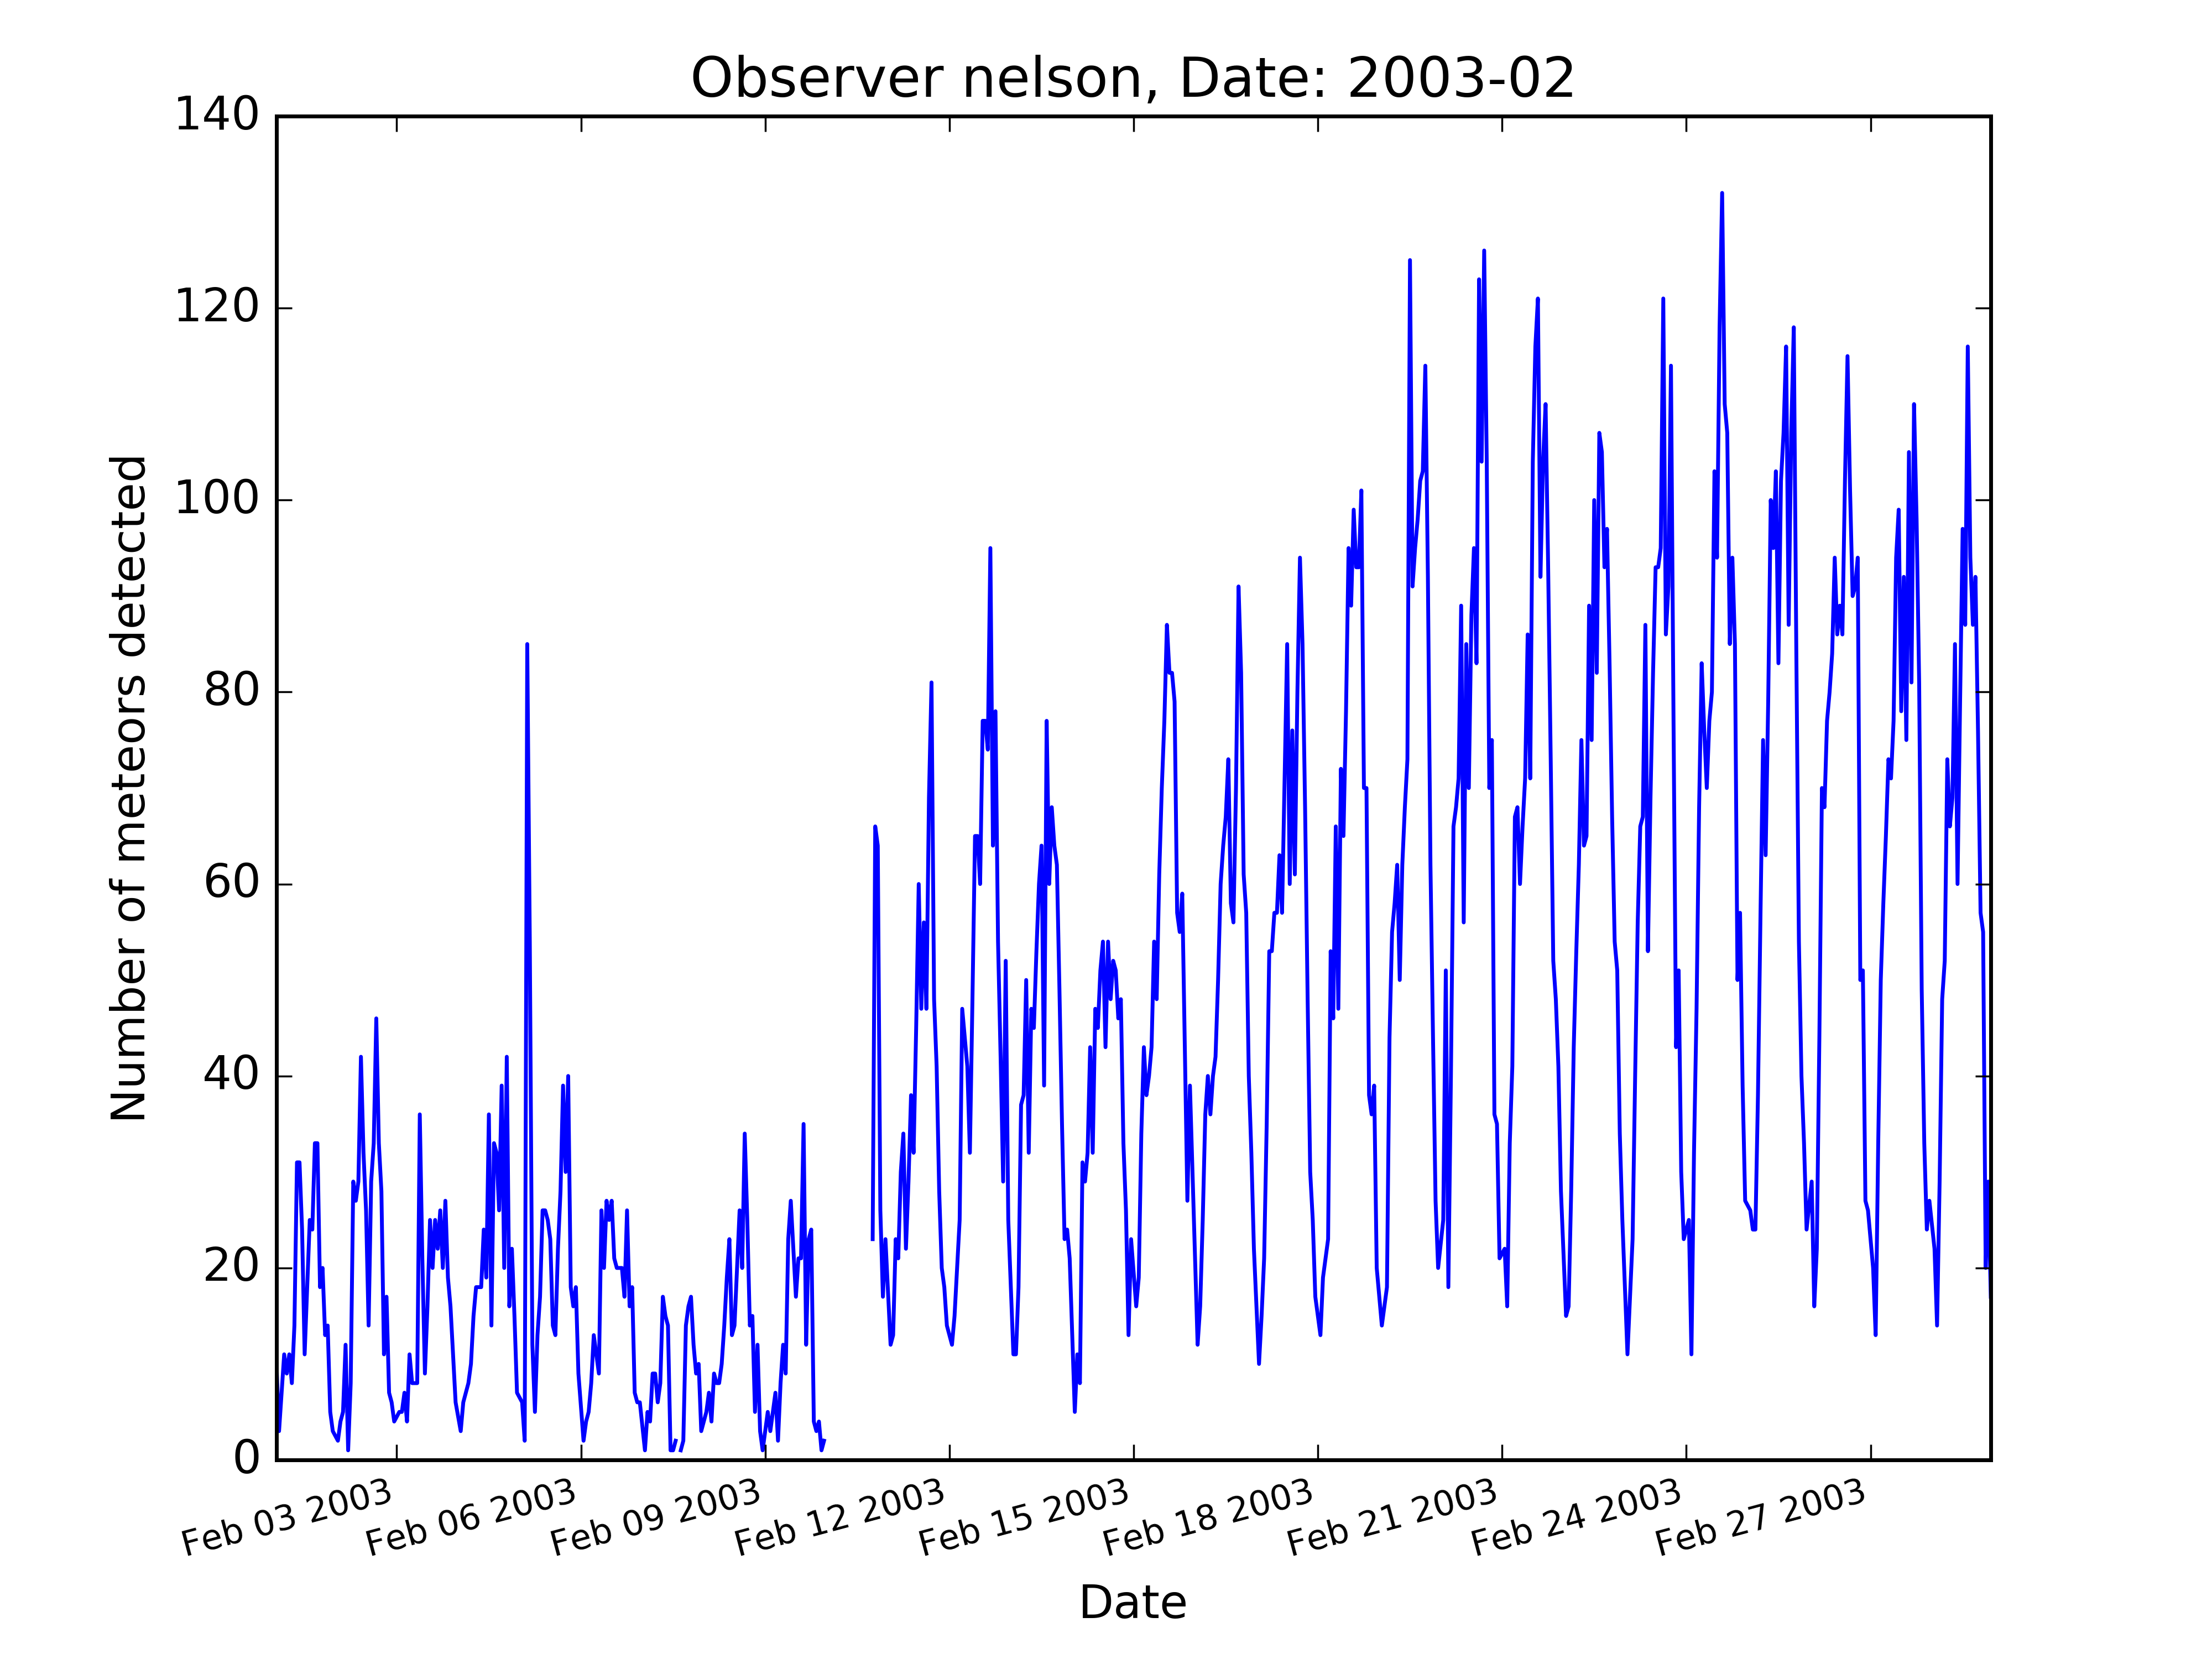 Observer nelson, Date: 2003-02
140
120
100
80
60
40
20
0
Number of meteors detected
Feb 03 2003
Feb 06 2003
Feb 09 2003
Feb 12 2003
Feb 15 2003
Feb 18 2003
Feb 21 2003
Feb 24 2003
Feb 27 2003
Date